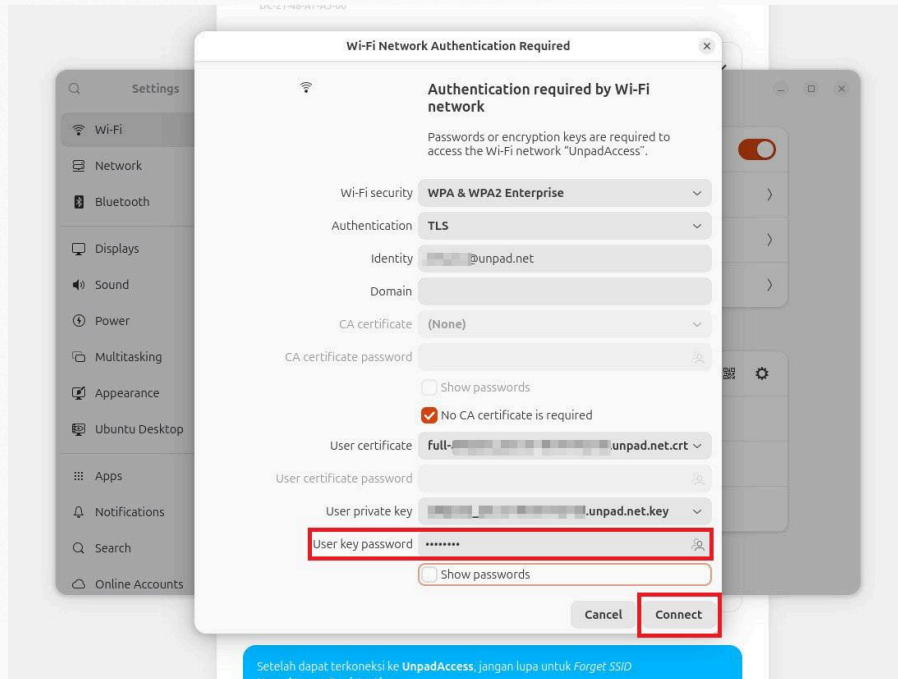 Wi-Fi Network Authentication Required
Settings
Wi-Fi
Network
Bluetooth
Displays
Sound
Power
Multitasking
Appearance
Ubuntu Desktop
Apps
Notifications
Search
Online Accounts
Authentication required by Wi-Fi
network
Passwords or encryption keys are required to
access the Wi-Fi network “UnpadAccess”.
Wi-Fi security WPA & WPA2 Enterprise
Authentication TLS
Identity @unpad.net
Domain
CA certificate (None)
CA certificate password
Show passwords
No CA certificate is required
User certificate full- .unpad.net.crt
User certificate password
User private key .unpad.net.key
User key password ••••••••
Show passwords
Cancel Connect
Setelah dapat terkoneksi ke UnpadAccess, jangan lupa untuk Forget SSID